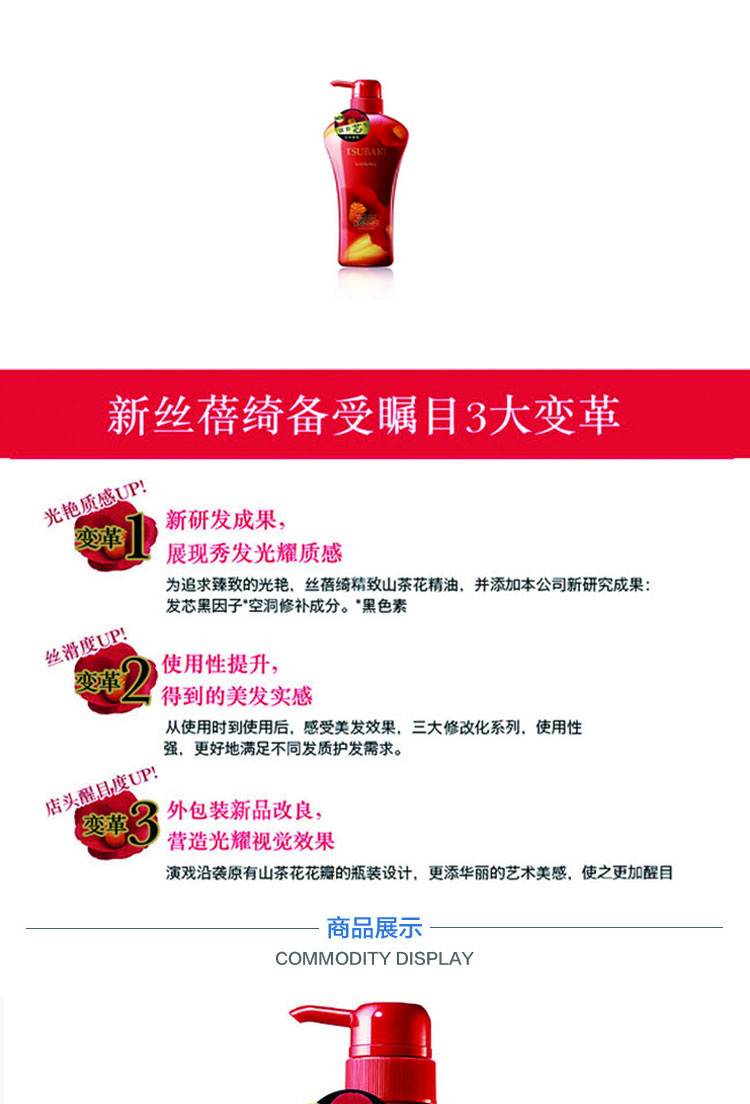 TSUBAKI
新丝蓓绮备受瞩目3大变革
光艳质感UP!
变革1
新研发成果,
展现秀发光耀质感
为追求臻致的光艳，丝蓓绮精致山茶花精油，并添加本公司新研究成果：
发芯黑因子*空洞修补成分。*黑色素
丝滑度UP!
变革2
使用性提升,
得到的美发实感
从使用时到使用后，感受美发效果，三大修改化系列，使用性
强，更好地满足不同发质护发需求。
店头醒目度UP!
变革3
外包装新品改良,
营造光耀视觉效果
演戏沿袭原有山茶花花瓣的瓶装设计，更添华丽的艺术美感，使之更加醒目
商品展示
COMMODITY DISPLAY